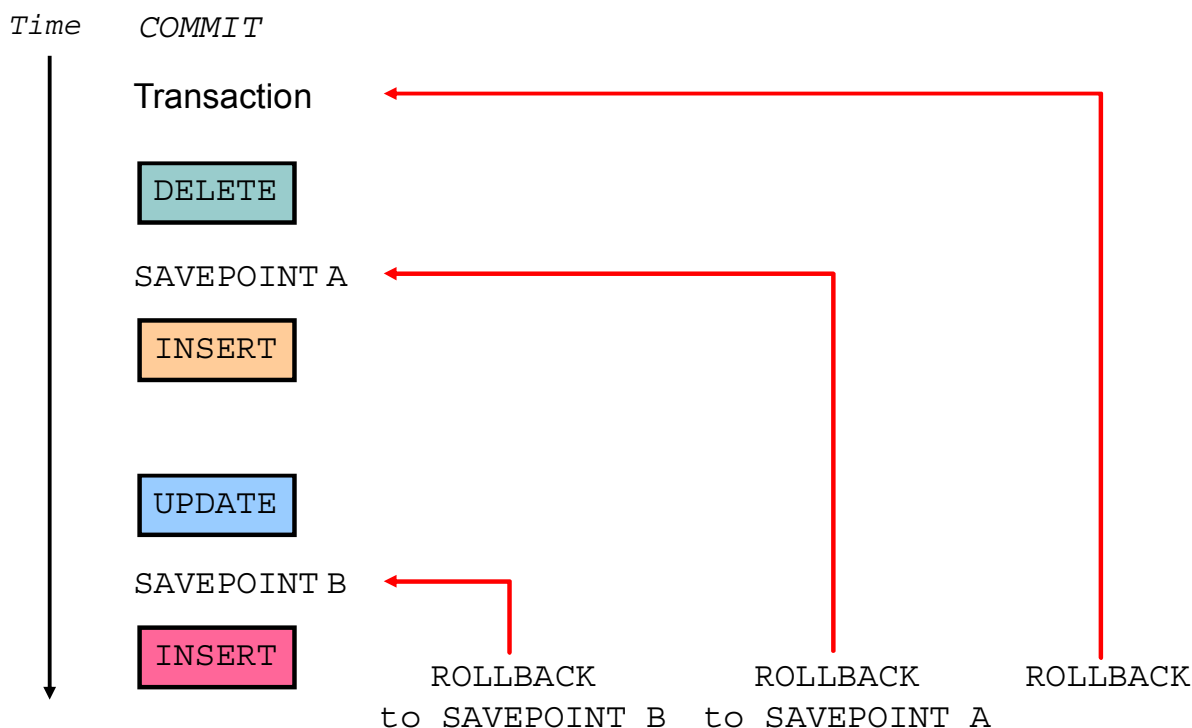 Time COMMIT
Transaction
DELETE
SAVEPOINT A
INSERT
UPDATE
SAVEPOINT B
INSERT
ROLLBACK
to SAVEPOINT B
ROLLBACK
to SAVEPOINT A
ROLLBACK